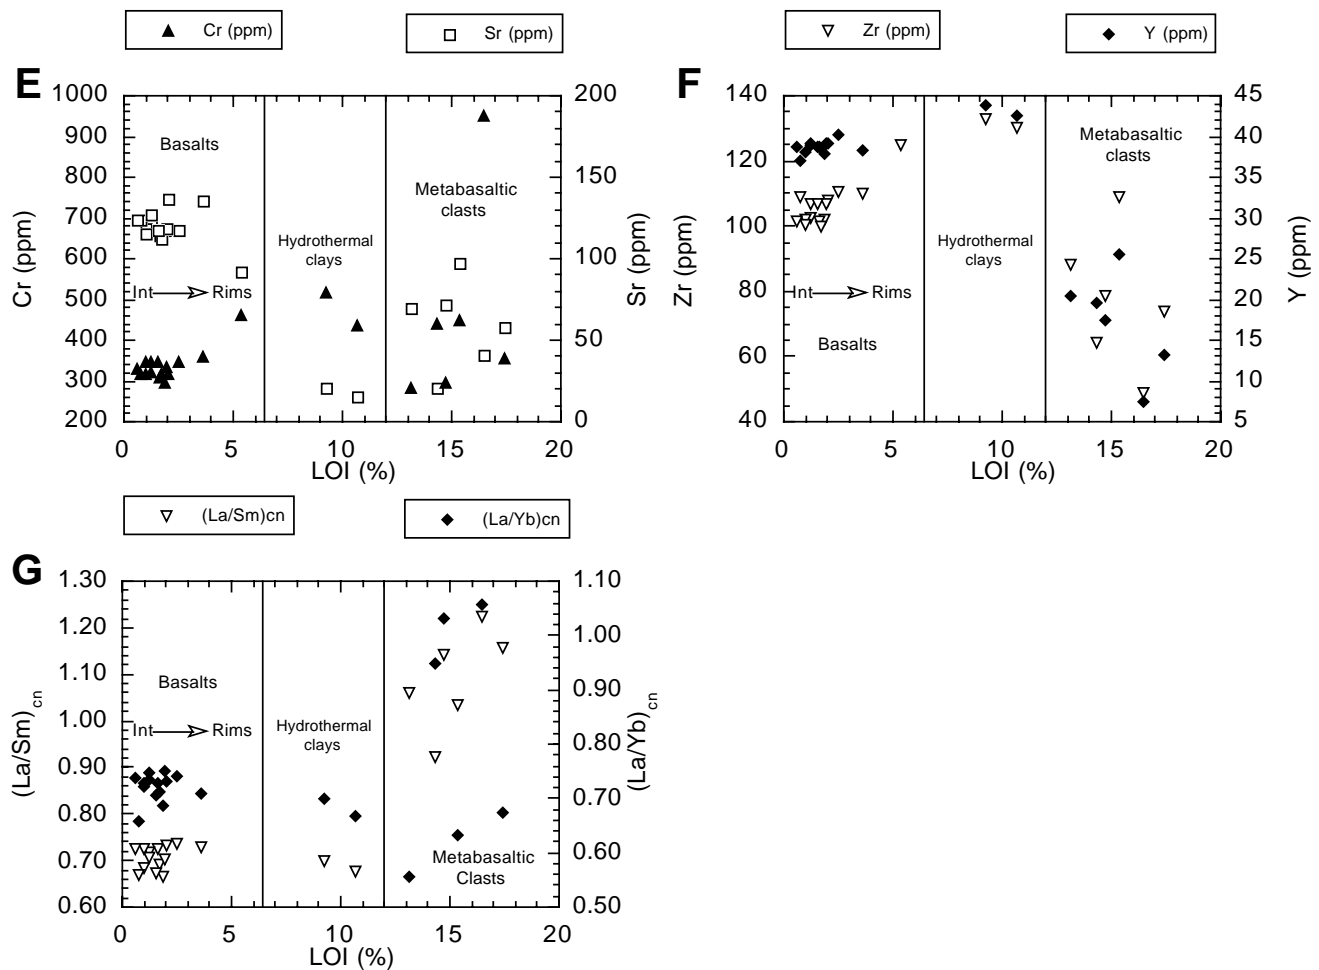 Cr (ppm)
Sr (ppm)
E
1000
900
800
700
600
500
400
300
200
Cr (ppm)
200
150
100
50
0
Sr (ppm)
Basalts
Int
Rims
Hydrothermal
clays
Metabasaltic
clasts
0
5
10
15
20
LOI (%)
Zr (ppm)
Y (ppm)
F
140
120
100
80
60
40
Zr (ppm)
45
40
35
30
25
20
15
10
5
Y (ppm)
Metabasaltic
clasts
Hydrothermal
clays
Int
Rims
Basalts
0
5
10
15
20
LOI (%)
(La/Sm)cn
(La/Yb)cn
G
1.30
1.20
1.10
1.00
0.90
0.80
0.70
0.60
(La/Sm)cn
1.10
1.00
0.90
0.80
0.70
0.60
0.50
(La/Yb)cn
Basalts
Int
Rims
Hydrothermal
clays
Metabasaltic
Clasts
0
5
10
15
20
LOI (%)